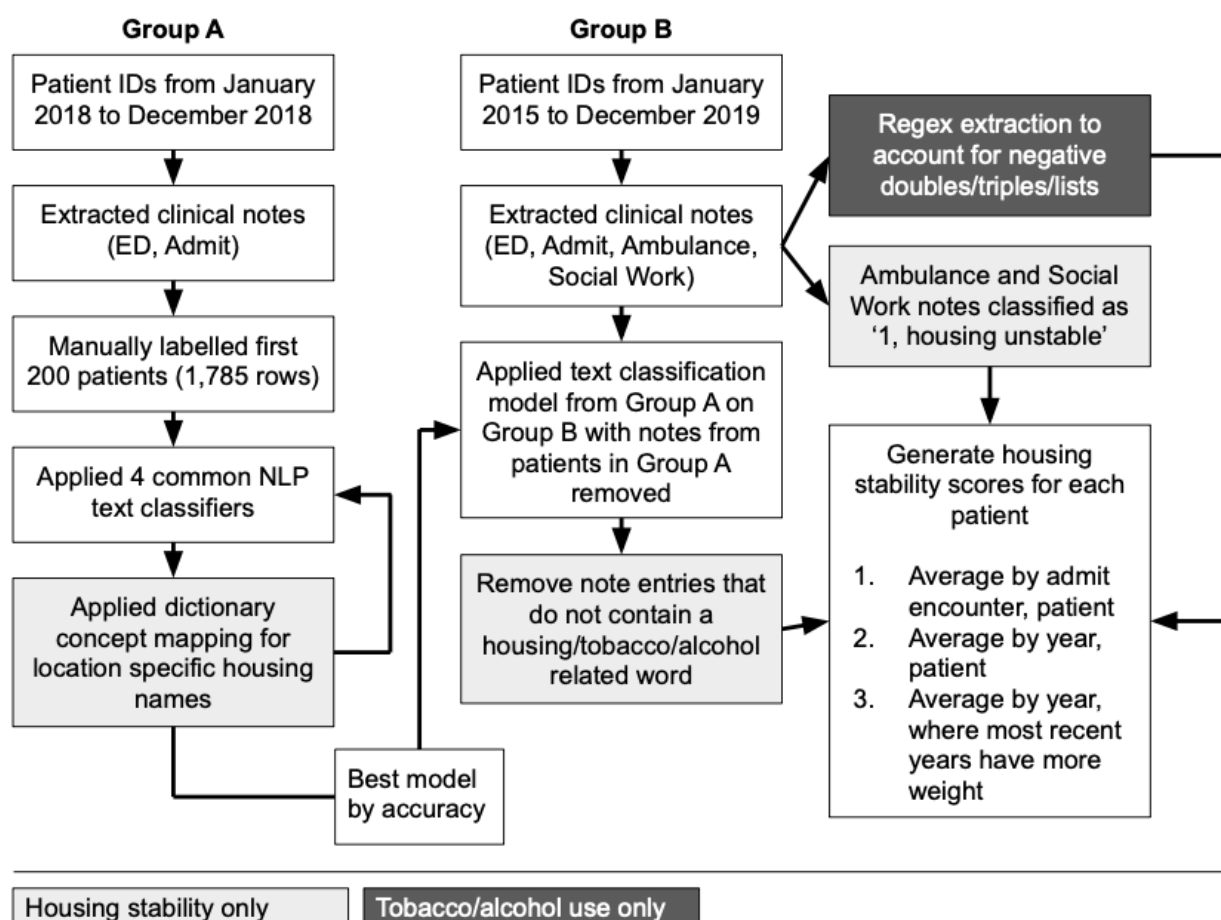 Group A
Patient IDs from January
2018 to December 2018
Extracted clinical notes
(ED, Admit)
Manually labelled first
200 patients (1,785 rows)
Applied 4 common NLP
text classifiers
Applied dictionary
concept mapping for
location specific housing
names
Best model
by accuracy
Group B
Patient IDs from January
2015 to December 2019
Extracted clinical notes
(ED, Admit, Ambulance,
Social Work)
Applied text classification
model from Group A on
Group B with notes from
patients in Group A
removed
Remove note entries that
do not contain a
housing/tobacco/alcohol
related word
Regex extraction to
account for negative
doubles/triples/lists
Ambulance and Social
Work notes classified as
‘1, housing unstable’
Generate housing
stability scores for each
patient
1. Average by admit
encounter, patient
2. Average by year,
patient
3. Average by year,
where most recent
years have more
weight
Housing stability only
Tobacco/alcohol use only